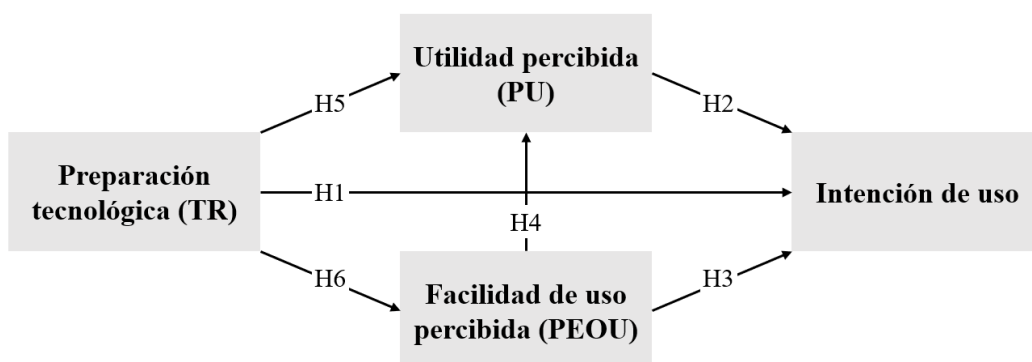 Utilidad percibida
(PU)
H5
H2
Preparación
tecnológica (TR)
H1
Intención de uso
H4
H6
H3
Facilidad de uso
percibida (PEOU)